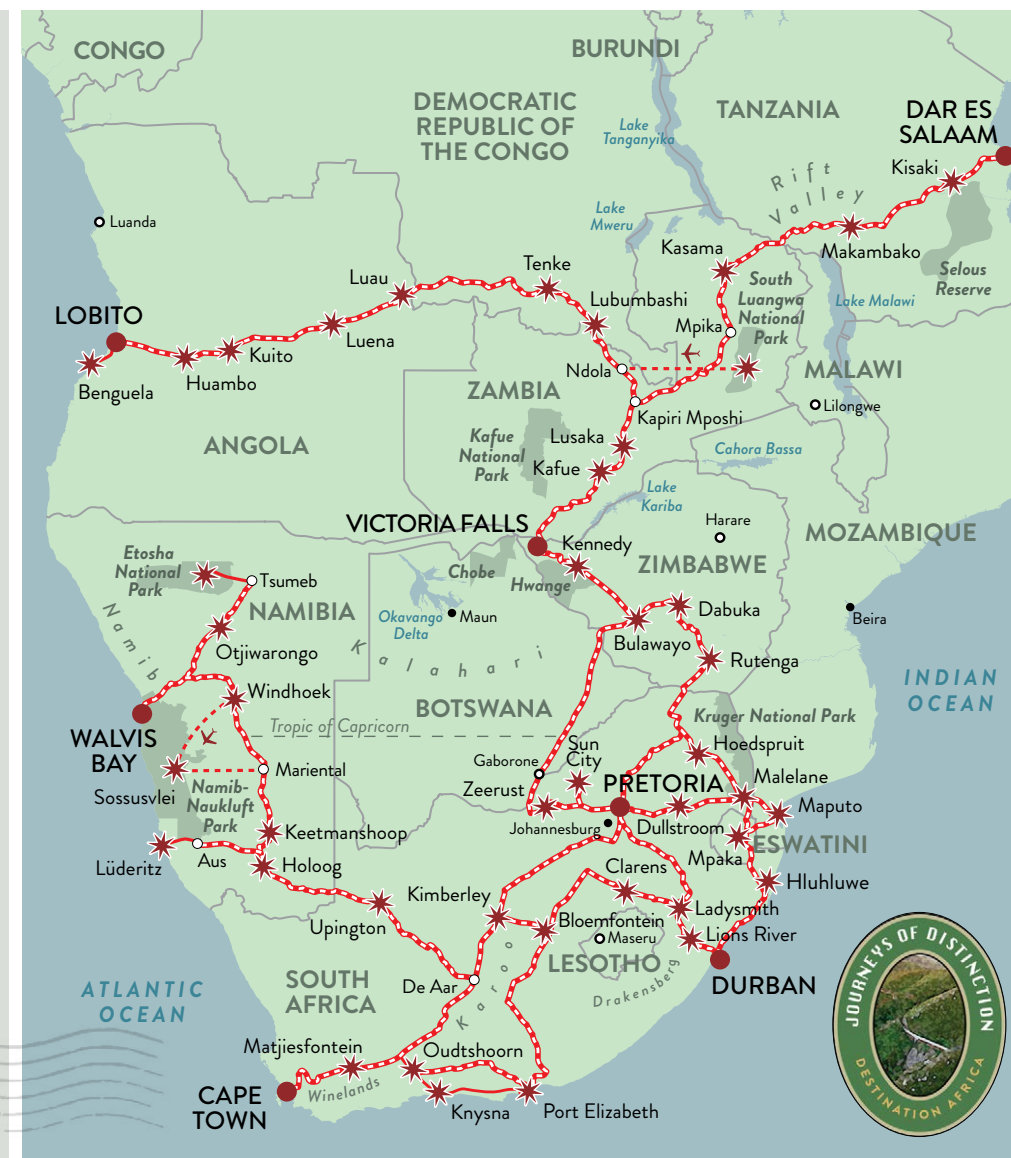 CONGO
BURUNDI
DEMOCRATIC
REPUBLIC OF
THE CONGO
TANZANIA
DAR ES
SALAAM
Lake
Tanganyika
Kisaki
Rift
Valley
Luanda
Lake
Mweru
Kasama
Makambako
Selous
Reserve
Luau
Tenke
South
Luangwa
National
Park
Lubumbashi
Lake Malawi
LOBITO
Mpika
Luena
Kuito
Huambo
Benguela
Ndola
MALAWI
ZAMBIA
Lilongwe
Kapiri Mposhi
ANGOLA
Kafue
National
Park
Lusaka
Kafue
Cahora Bassa
Lake
Kariba
VICTORIA FALLS
Harare
MOZAMBIQUE
Kennedy
ZIMBABWE
Etosha
National
Park
Tsumeb
Chobe
Hwange
NAMIBIA
Okavango
Delta
Maun
Dabuka
Beira
Namib
Otjiwarongo
Kalahari
Bulawayo
Rutenga
INDIAN
OCEAN
Windhoek
BOTSWANA
Kruger National Park
Tropic of Capricorn
WALVIS
BAY
Sun
City
Hoedspruit
Gaborone
Mariental
Zeerust
PRETORIA
Malelane
Sossusvlei
Namib-
Naukluft
Park
Maputo
Johannesburg
Dullstroom
Keetmanshoop
ESWATINI
Mpaka
Aus
Lüderitz
Holoog
Clarens
Hluhluwe
Kimberley
Ladysmith
Upington
Bloemfontein
Lions River
Maseru
LESOTHO
DURBAN
SOUTH
AFRICA
De Aar
Karoo
Drakensberg
ATLANTIC
OCEAN
Matjiesfontein
Oudtshoorn
Winelands
CAPE
TOWN
Knysna
Port Elizabeth
JOURNEYS OF DISTINCTION
DESTINATION AFRICA